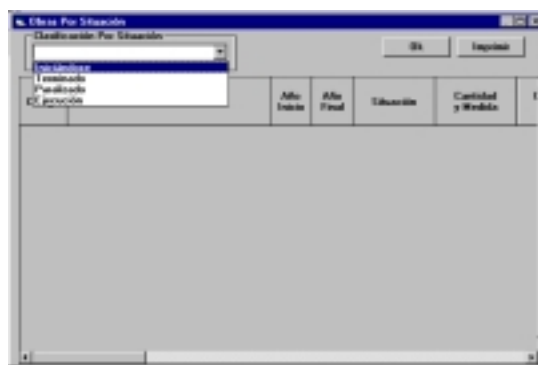 Obras Por Situación
Clasificación Por Situación
Ok
Imprimir
Iniciándose
Terminado
Paralizado
Ejecución
Año Inicio
Año Final
Situación
Cantidad y Medida